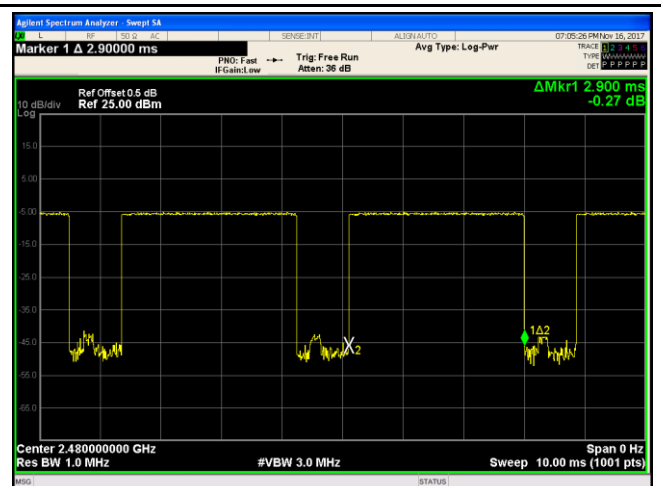 Agilent Spectrum Analyzer - Swept SA
L RF 50 Ω AC SENSE:INT ALIGN AUTO 07:05:26 PM Nov 16, 2017
Marker 1 Δ 2.90000 ms
PNO: Fast
IFGain:Low
Trig: Free Run
Atten: 36 dB
Avg Type: Log-Pwr
TRACE 1 2 3 4 5 6
TYPE W
DET P P P P P P
ΔMkr1 2.900 ms
-0.27 dB
Ref Offset 0.5 dB
10 dB/div Ref 25.00 dBm
Log
15.0
5.00
-5.00
-15.0
-25.0
-35.0
-45.0
-55.0
-65.0
X2
1Δ2
Center 2.480000000 GHz Span 0 Hz
Res BW 1.0 MHz #VBW 3.0 MHz Sweep 10.00 ms (1001 pts)
MSG STATUS